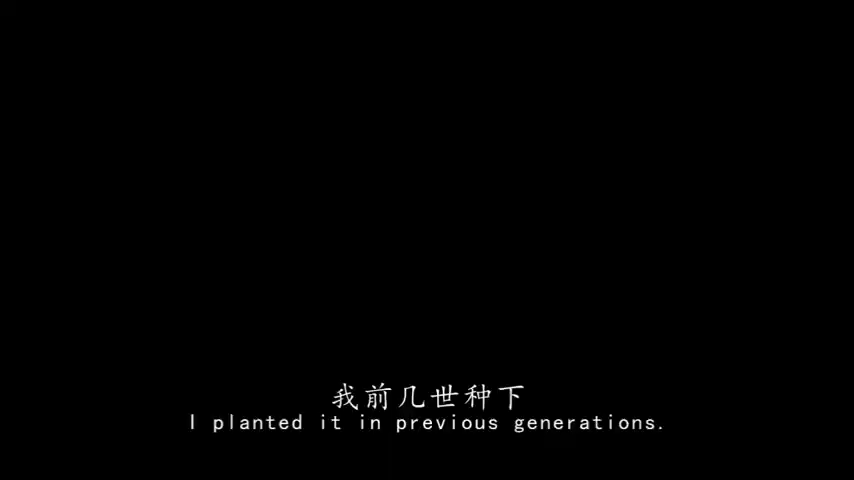 我前几世种下
I planted it in previous generations.